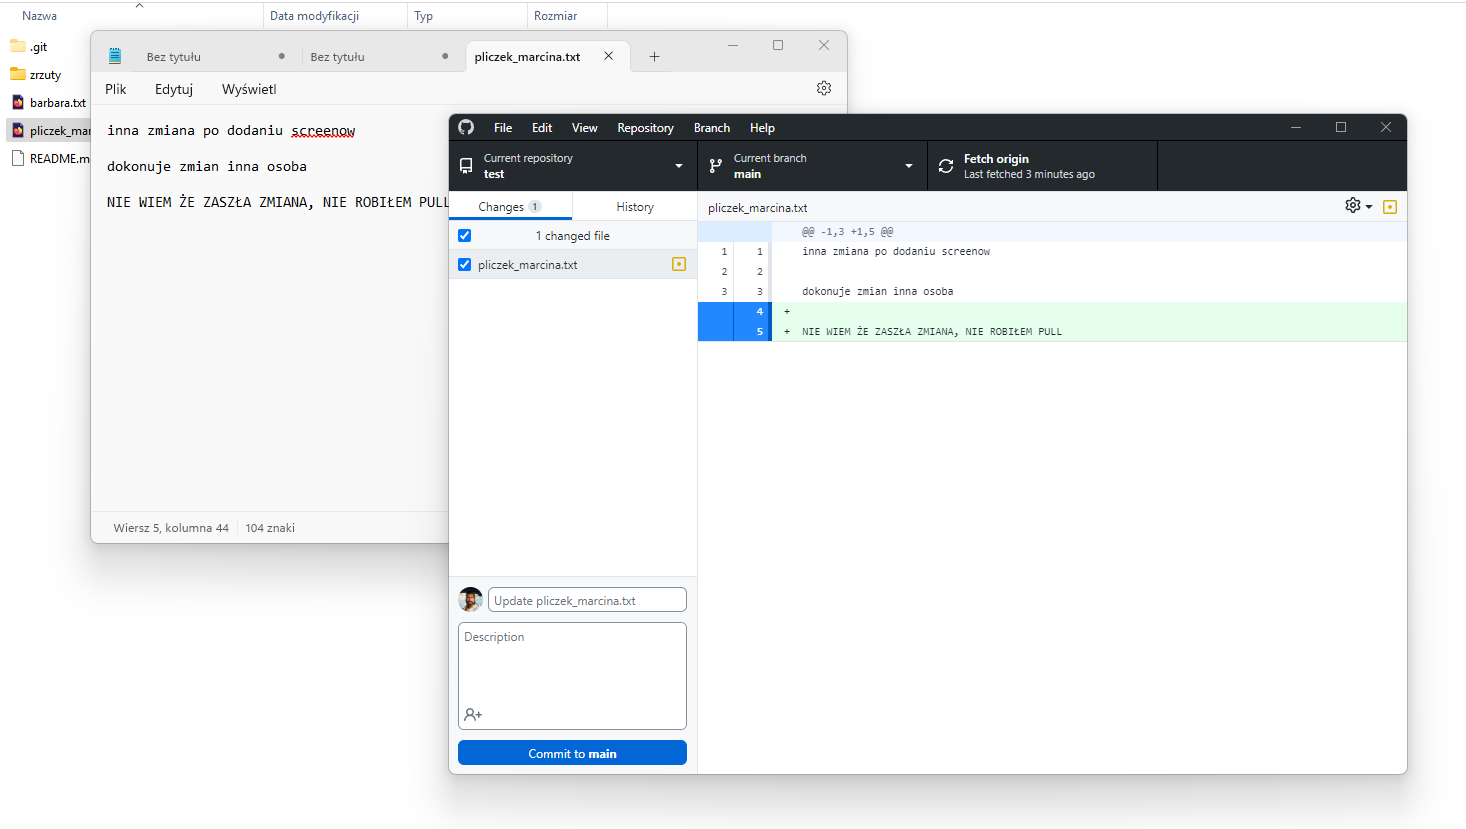 Nazwa
Data modyfikacji
Typ
Rozmiar
.git
zrzuty
barbara.txt
pliczek_mar
README.m
Bez tytułu
Bez tytułu
pliczek_marcina.txt
Plik
Edytuj
Wyświetl
inna zmiana po dodaniu screenow
dokonuje zmian inna osoba
NIE WIEM ŻE ZASZŁA ZMIANA, NIE ROBIŁEM PULL
Wiersz 5, kolumna 44
104 znaki
File
Edit
View
Repository
Branch
Help
Current repository
test
Current branch
main
Fetch origin
Last fetched 3 minutes ago
Changes 1
History
1 changed file
pliczek_marcina.txt
Update pliczek_marcina.txt
Description
Commit to main
pliczek_marcina.txt
@@ -1,3 +1,5 @@
1 1 inna zmiana po dodaniu screenow
2 2
3 3 dokonuje zmian inna osoba
4 +
5 + NIE WIEM ŻE ZASZŁA ZMIANA, NIE ROBIŁEM PULL